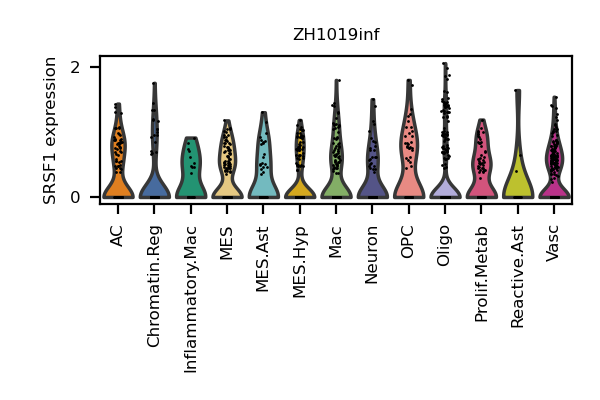 ZH1019inf
SRSF1 expression
2
0
AC
Chromatin.Reg
Inflammatory.Mac
MES
MES.Ast
MES.Hyp
Mac
Neuron
OPC
Oligo
Prolif.Metab
Reactive.Ast
Vasc